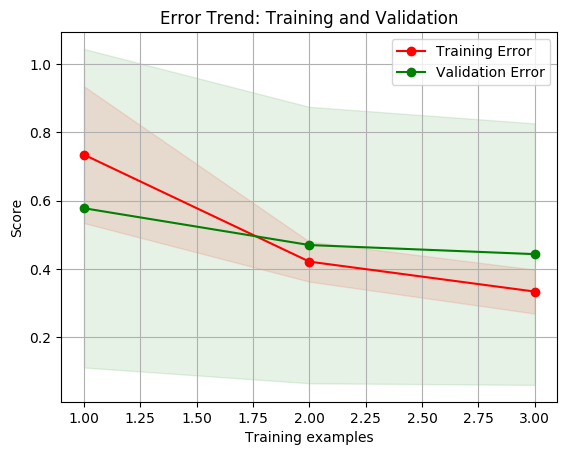 Error Trend: Training and Validation
Training Error
Validation Error
1.0
0.8
0.6
0.4
0.2
Score
1.00 1.25 1.50 1.75 2.00 2.25 2.50 2.75 3.00
Training examples